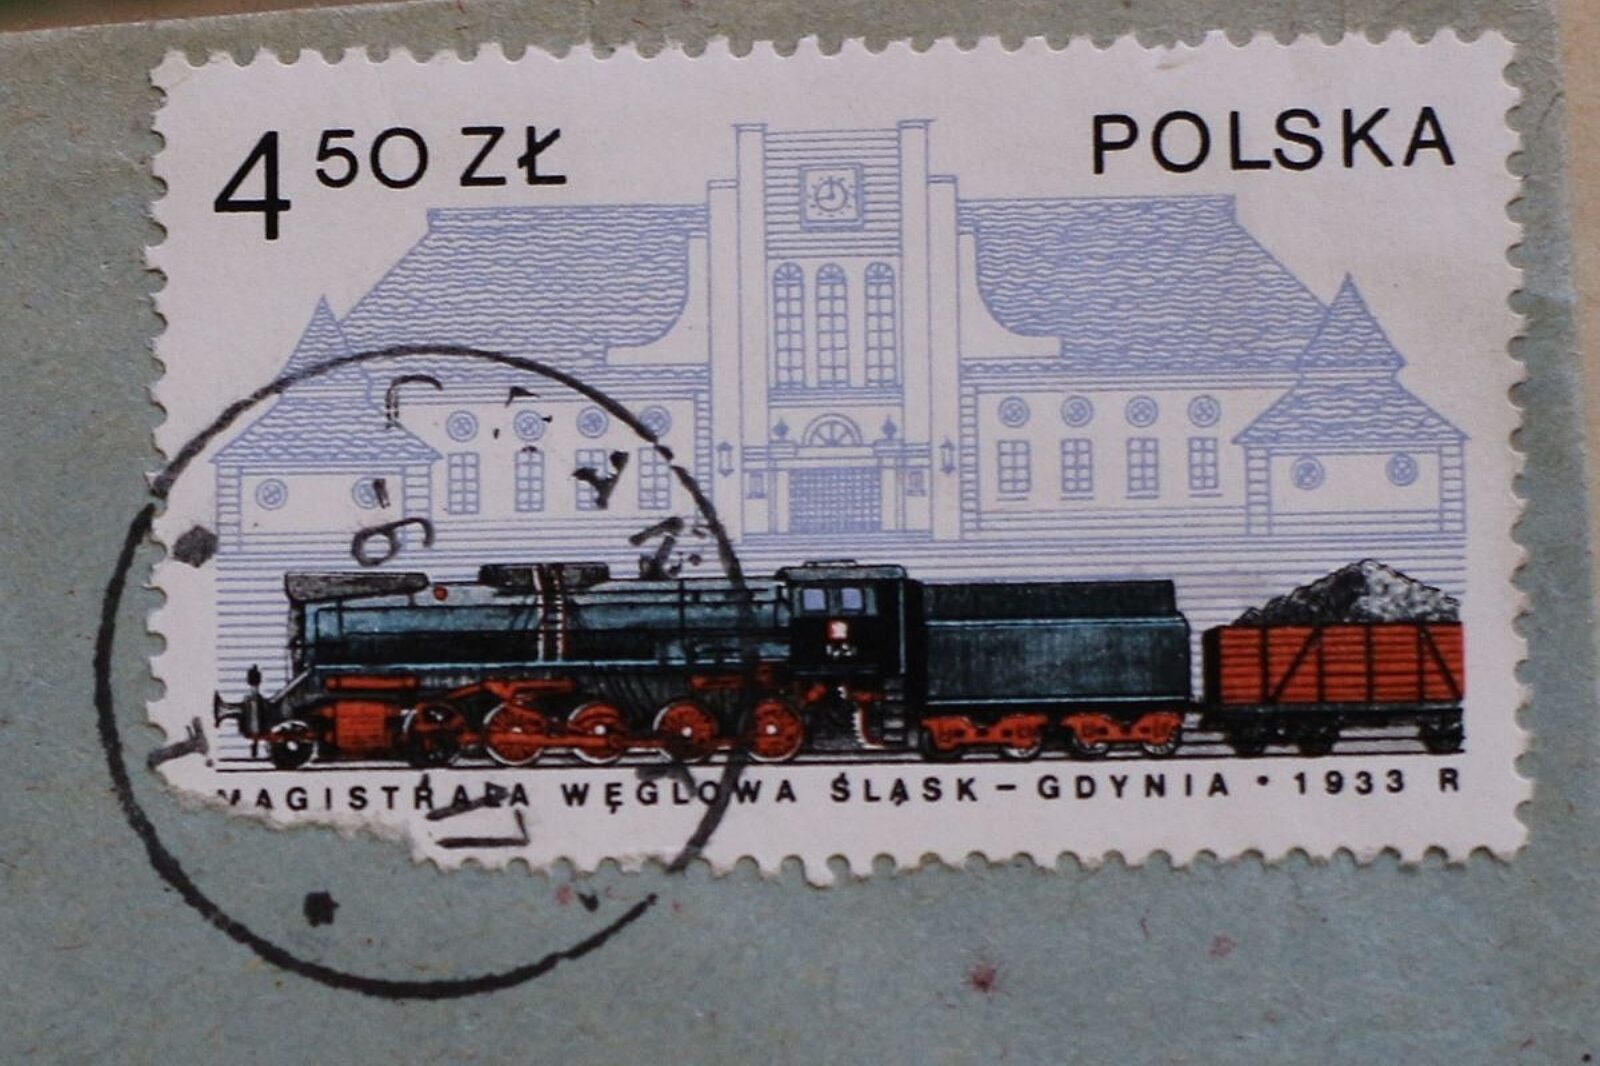 4 50 ZŁ
POLSKA
MAGISTRALA WĘGLOWA ŚLĄSK – GDYNIA • 1933 R